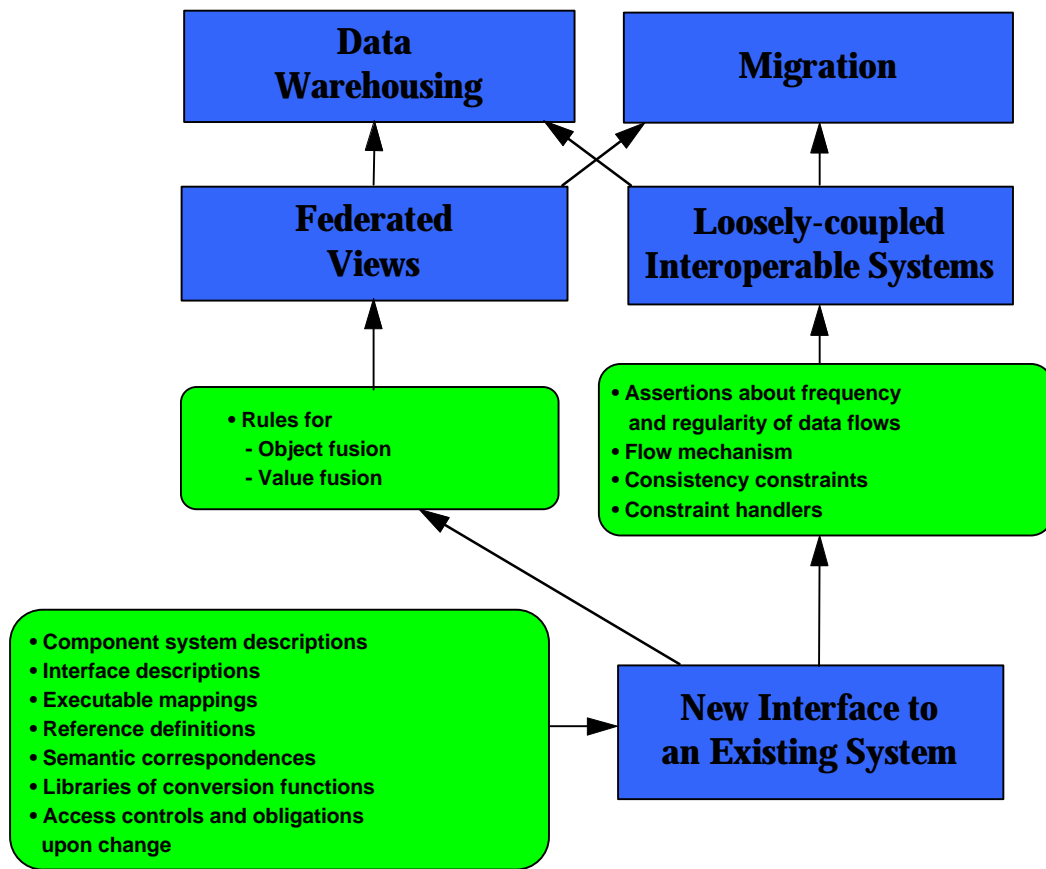 Data
Warehousing
Migration
Federated
Views
Loosely-coupled
Interoperable Systems
• Rules for
- Object fusion
- Value fusion
• Assertions about frequency
and regularity of data flows
• Flow mechanism
• Consistency constraints
• Constraint handlers
• Component system descriptions
• Interface descriptions
• Executable mappings
• Reference definitions
• Semantic correspondences
• Libraries of conversion functions
• Access controls and obligations
upon change
New Interface to
an Existing System